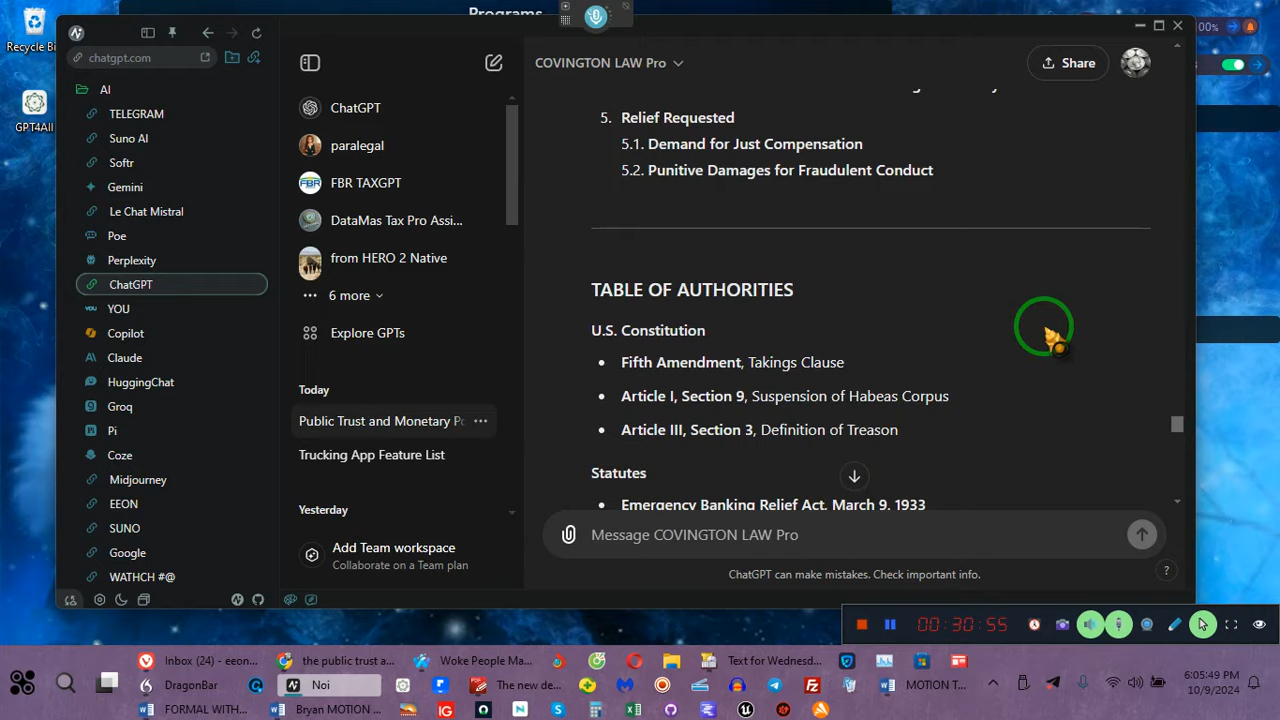 Programs
Recycle Bi
GPT4All
chatgpt.com
AI
TELEGRAM
Suno AI
Softr
Gemini
Le Chat Mistral
Poe
Perplexity
ChatGPT
YOU
Copilot
Claude
HuggingChat
Groq
Pi
Coze
Midjourney
EEON
SUNO
Google
WATHCH #@
ChatGPT
paralegal
FBR TAXGPT
DataMas Tax Pro Assi...
from HERO 2 Native
6 more
Explore GPTs
Today
Public Trust and Monetary Po
Trucking App Feature List
Yesterday
Add Team workspace
Collaborate on a Team plan
COVINGTON LAW Pro
Share
5. Relief Requested
5.1. Demand for Just Compensation
5.2. Punitive Damages for Fraudulent Conduct
TABLE OF AUTHORITIES
U.S. Constitution
Fifth Amendment, Takings Clause
Article I, Section 9, Suspension of Habeas Corpus
Article III, Section 3, Definition of Treason
Statutes
Emergency Banking Relief Act, March 9, 1933
Message COVINGTON LAW Pro
ChatGPT can make mistakes. Check important info.
?
00%
00:30:55
Inbox (24) - eeon...
the public trust a...
Woke People Ma...
Text for Wednesd...
6:05:49 PM
DragonBar
Noi
The new de...
MOTION T...
10/9/2024
FORMAL WITH...
Bryan MOTION ...